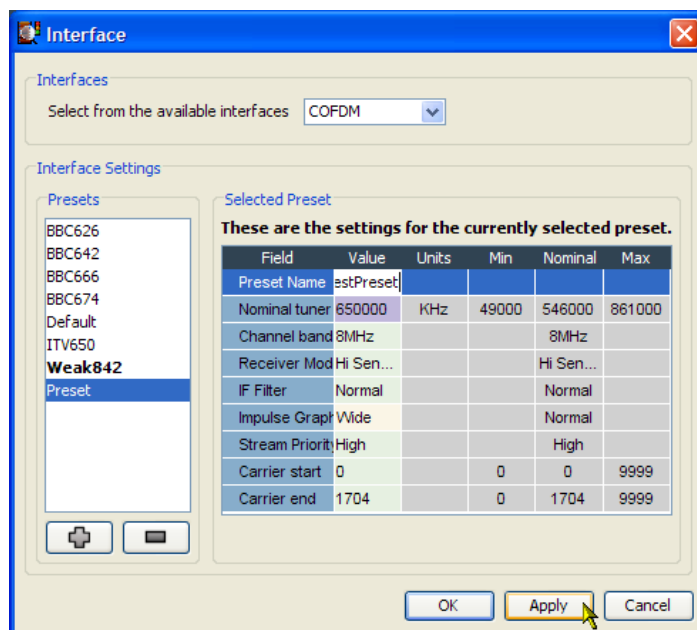 Interface
Interfaces
Select from the available interfaces COFDM
Interface Settings
Presets
BBC626
BBC642
BBC666
BBC674
Default
ITV650
Weak842
Preset
Selected Preset
These are the settings for the currently selected preset.
Field Value Units Min Nominal Max
Preset Name estPreset
Nominal tuner 650000 KHz 49000 546000 861000
Channel band 8MHz 8MHz
Receiver Mod Hi Sen... Hi Sen...
IF Filter Normal Normal
Impulse Graph Wide Normal
Stream Priority High High
Carrier start 0 0 0 9999
Carrier end 1704 0 1704 9999
OK Apply Cancel